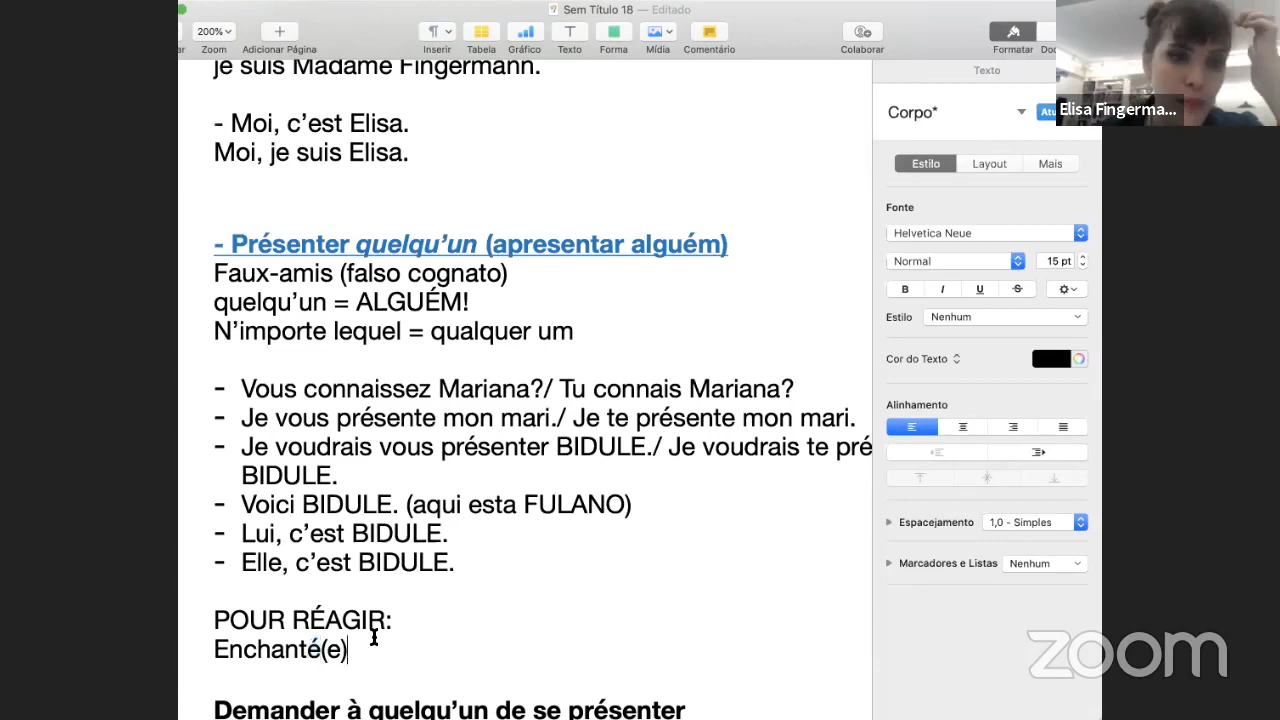 Sem Título 18 — Editado
200%
Zoom
Adicionar Página
Inserir
Tabela
Gráfico
Texto
Forma
Mídia
Comentário
Colaborar
Formatar
je suis Madame Fingermann.
- Moi, c’est Elisa.
Moi, je suis Elisa.
- Présenter quelqu’un (apresentar alguém)
Faux-amis (falso cognato)
quelqu’un = ALGUÉM!
N’importe lequel = qualquer um
- Vous connaissez Mariana?/ Tu connais Mariana?
- Je vous présente mon mari./ Je te présente mon mari.
- Je voudrais vous présenter BIDULE./ Je voudrais te pré
BIDULE.
- Voici BIDULE. (aqui esta FULANO)
- Lui, c’est BIDULE.
- Elle, c’est BIDULE.
POUR RÉAGIR:
Enchanté(e)
Demander à quelqu’un de se présenter
Texto
Corpo*
Estilo
Layout
Mais
Fonte
Helvetica Neue
Normal
15 pt
B I U S
Estilo
Nenhum
Cor do Texto
Alinhamento
Espacejamento
1,0 - Simples
Marcadores e Listas
Nenhum
Elisa Fingerma...
zoom